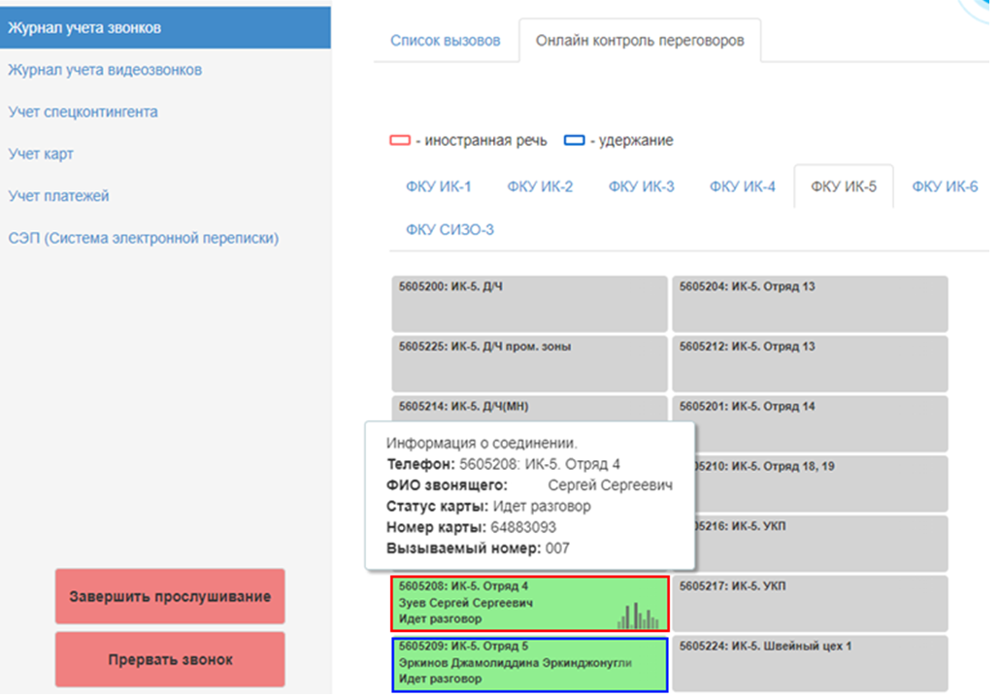 Журнал учета звонков
Журнал учета видеозвонков
Учет спецконтингента
Учет карт
Учет платежей
СЭП (Система электронной переписки)
Завершить прослушивание
Прервать звонок
Список вызовов
Онлайн контроль переговоров
- иностранная речь - удержание
ФКУ ИК-1 ФКУ ИК-2 ФКУ ИК-3 ФКУ ИК-4 ФКУ ИК-5 ФКУ ИК-6
ФКУ СИЗО-3
5605200: ИК-5. Д/Ч
5605204: ИК-5. Отряд 13
5605225: ИК-5. Д/Ч пром. зоны
5605212: ИК-5. Отряд 13
5605214: ИК-5. Д/Ч(МН)
5605201: ИК-5. Отряд 14
Информация о соединении.
Телефон: 5605208: ИК-5. Отряд 4
ФИО звонящего: Сергей Сергеевич
Статус карты: Идет разговор
Номер карты: 64883093
Вызываемый номер: 007
5210: ИК-5. Отряд 18, 19
5216: ИК-5. УКП
5605208: ИК-5. Отряд 4
Зуев Сергей Сергеевич
Идет разговор
5605217: ИК-5. УКП
5605209: ИК-5. Отряд 5
Эркинов Джамолиддина Эркинджонугли
Идет разговор
5605224: ИК-5. Швейный цех 1